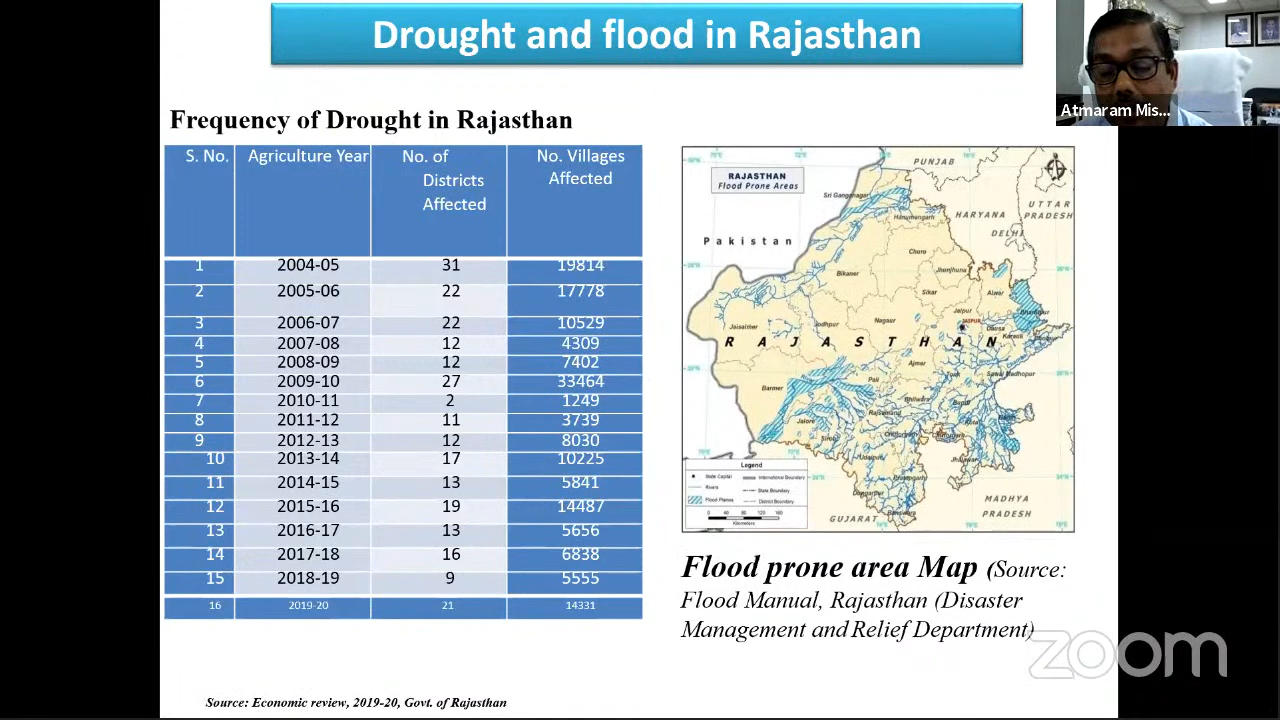 Drought and flood in Rajasthan
Atmaram Mis...
Frequency of Drought in Rajasthan
S. No. Agriculture Year No. of Districts Affected No. Villages Affected
1 2004-05 31 19814
2 2005-06 22 17778
3 2006-07 22 10529
4 2007-08 12 4309
5 2008-09 12 7402
6 2009-10 27 33464
7 2010-11 2 1249
8 2011-12 11 3739
9 2012-13 12 8030
10 2013-14 17 10225
11 2014-15 13 5841
12 2015-16 19 14487
13 2016-17 13 5656
14 2017-18 16 6838
15 2018-19 9 5555
16 2019-20 21 14331
Source: Economic review, 2019-20, Govt. of Rajasthan
RAJASTHAN
Flood Prone Areas
PUNJAB
Sri Ganganagar
Hanumangarh
HARYANA
UTTAR
PRADESH
DELHI
Pakistan
Churu
Bikaner
Jhunjhunu
Sikar
Alwar
Jaipur
JAIPUR
Bharatpur
Jaisalmer
Jodhpur
Nagaur
Dausa
Karauli
RAJASTHAN
Ajmer
Tonk
Sawai Madhopur
Barmer
Pali
Bhilwara
Bundi
Jalore
Rajsamand
Kota
Sirohi
Chittorgarh
Udaipur
Jhalawar
Pratapgarh
Dungarpur
Banswara
GUJARAT
MADHYA
PRADESH
Legend
State Capital
International Boundary
Rivers
State Boundary
Flood Planes
District Boundary
0 40 80 120 160
Kilometers
Flood prone area Map (Source:
Flood Manual, Rajasthan (Disaster
Management and Relief Department)
zoom